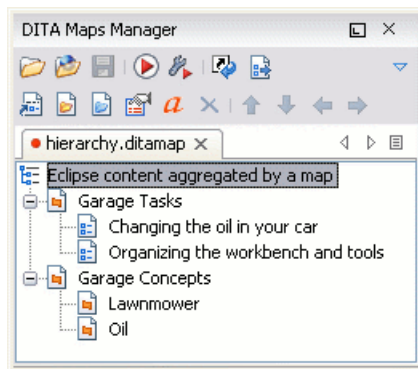 DITA Maps Manager
a
hierarchy.ditamap
Eclipse content aggregated by a map
Garage Tasks
Changing the oil in your car
Organizing the workbench and tools
Garage Concepts
Lawnmower
Oil